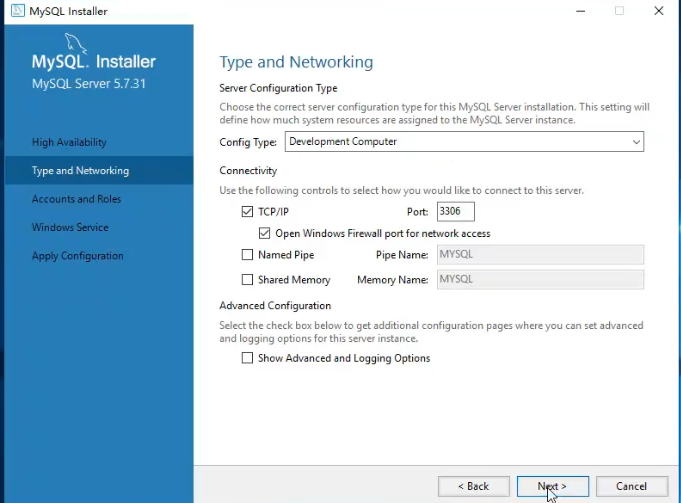 MySQL Installer
MySQL. Installer
MySQL Server 5.7.31
High Availability
Type and Networking
Accounts and Roles
Windows Service
Apply Configuration
Type and Networking
Server Configuration Type
Choose the correct server configuration type for this MySQL Server installation. This setting will
define how much system resources are assigned to the MySQL Server instance.
Config Type: Development Computer
Connectivity
Use the following controls to select how you would like to connect to this server.
TCP/IP Port: 3306
Open Windows Firewall port for network access
Named Pipe Pipe Name: MYSQL
Shared Memory Memory Name: MYSQL
Advanced Configuration
Select the check box below to get additional configuration pages where you can set advanced
and logging options for this server instance.
Show Advanced and Logging Options
< Back Next > Cancel